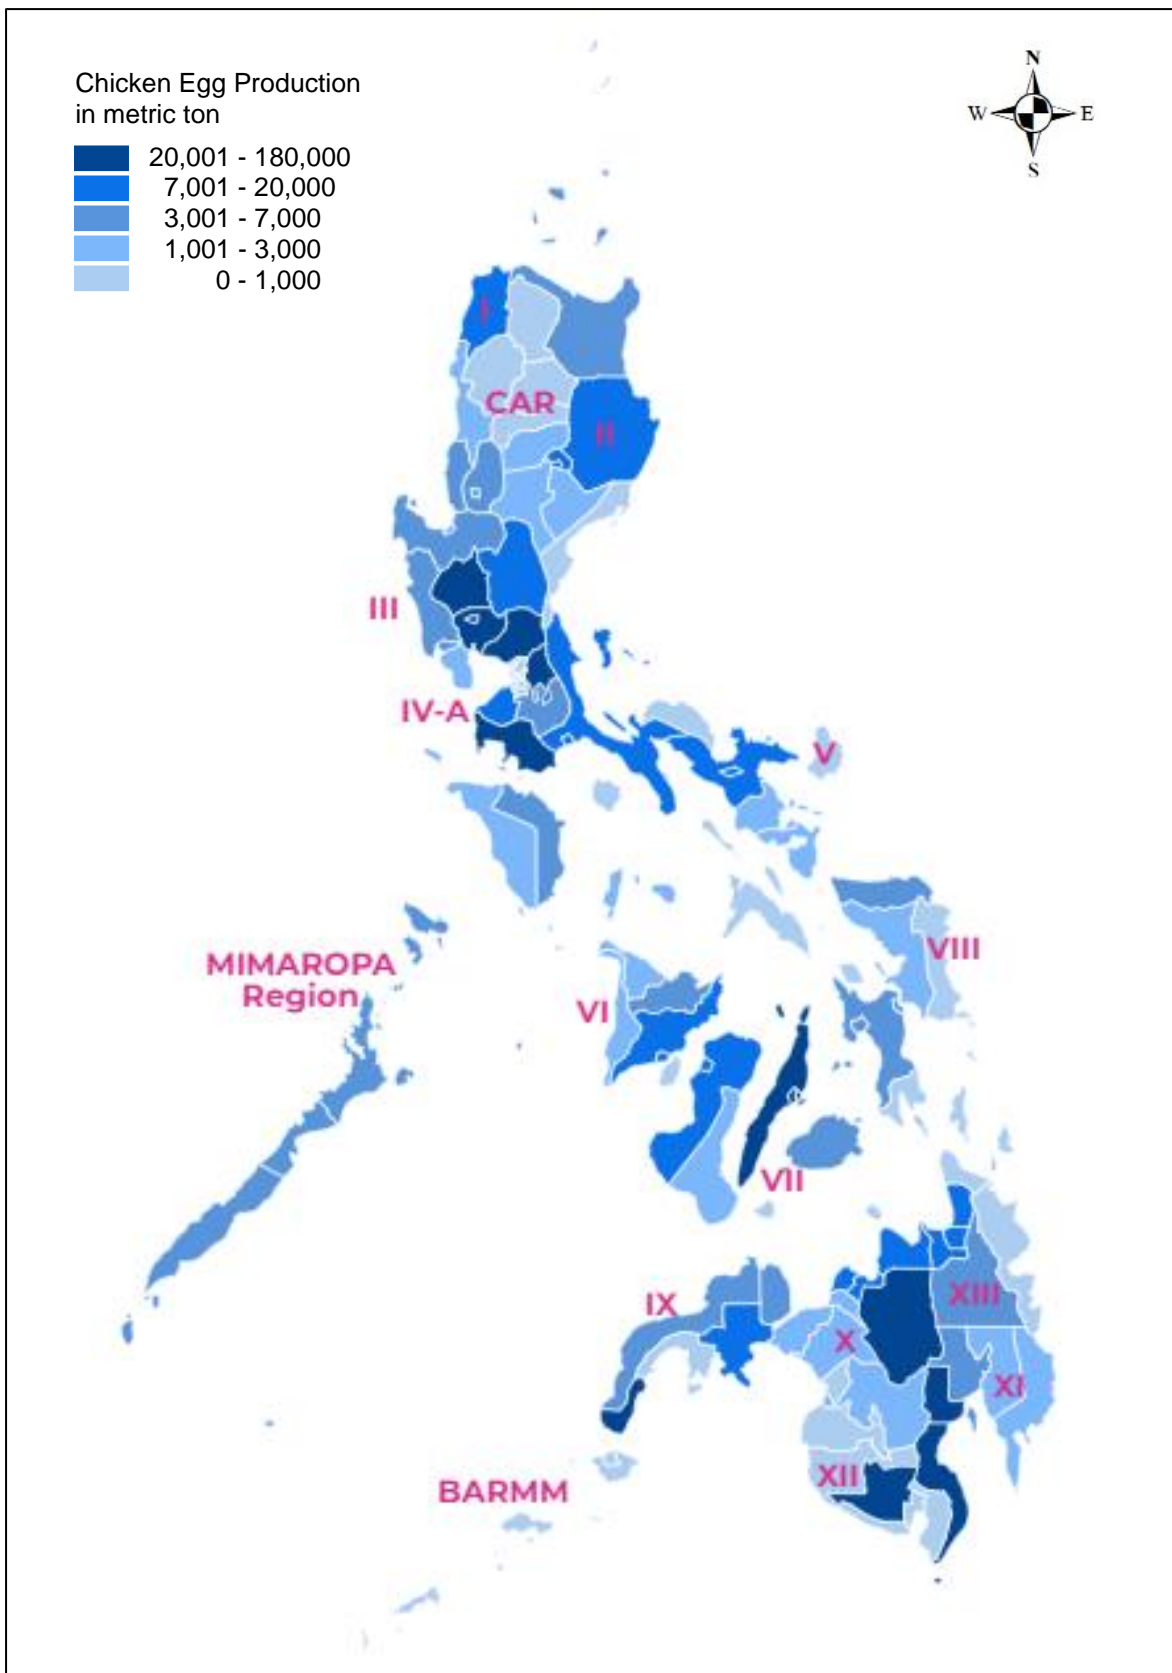 Chicken Egg Production
in metric ton
20,001 - 180,000
7,001 - 20,000
3,001 - 7,000
1,001 - 3,000
0 - 1,000
N
W E
S
I
CAR
II
III
IV-A
V
MIMAROPA
Region
VIII
VI
VII
IX
XIII
X
XI
XII
BARMM